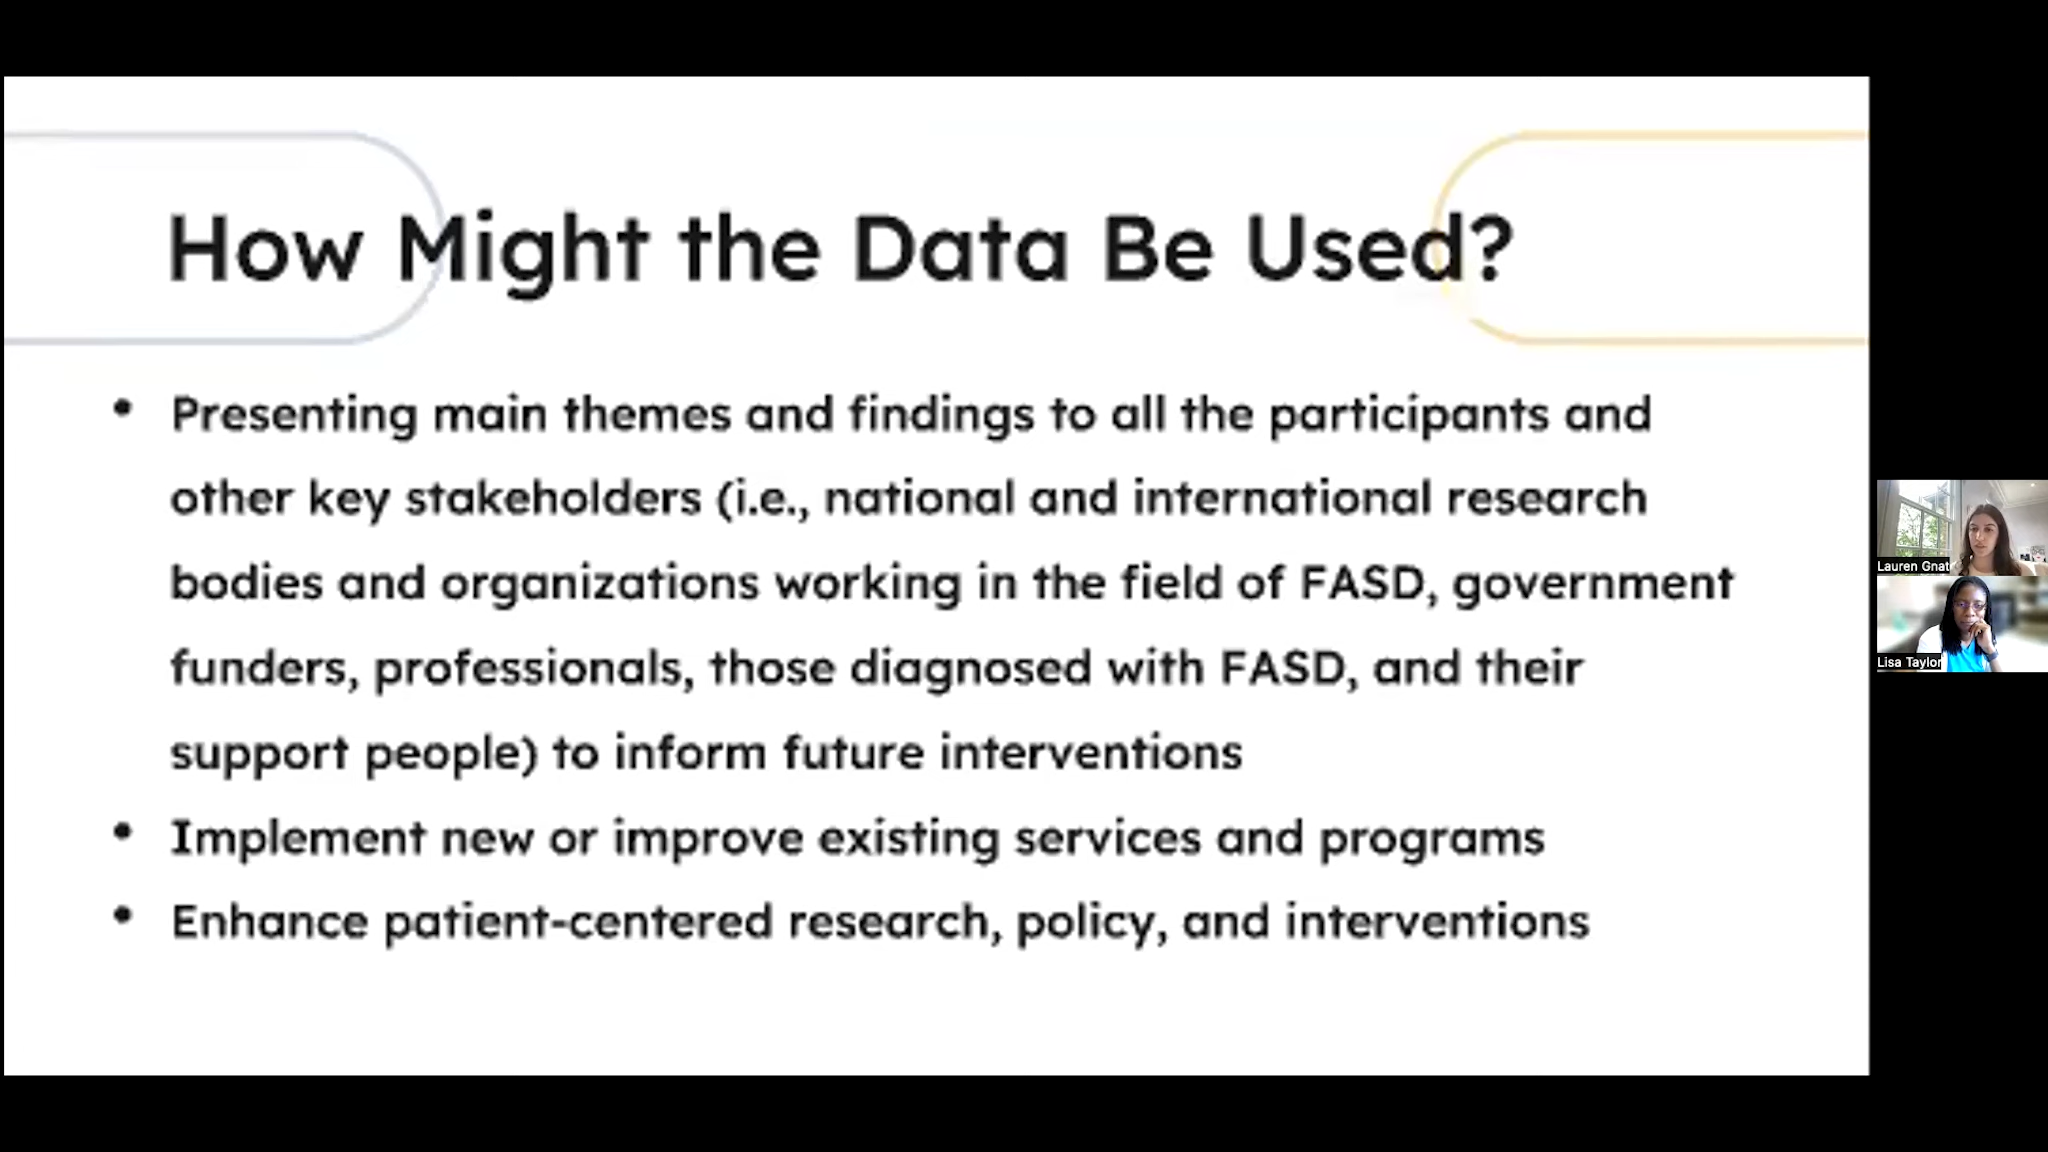 How Might the Data Be Used?
• Presenting main themes and findings to all the participants and
other key stakeholders (i.e., national and international research
bodies and organizations working in the field of FASD, government
funders, professionals, those diagnosed with FASD, and their
support people) to inform future interventions
• Implement new or improve existing services and programs
• Enhance patient-centered research, policy, and interventions
Lauren Gnat
Lisa Taylor